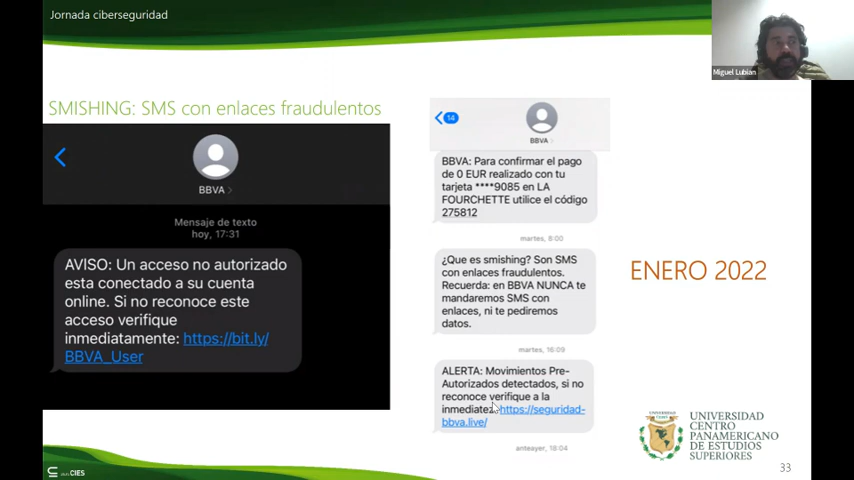 Jornada ciberseguridad
Miguel Lubian
SMISHING: SMS con enlaces fraudulentos
BBVA
Mensaje de texto
hoy, 17:31
AVISO: Un acceso no autorizado
esta conectado a su cuenta
online. Si no reconoce este
acceso verifique
inmediatamente: https://bit.ly/
BBVA_User
14
BBVA
BBVA: Para confirmar el pago
de 0 EUR realizado con tu
tarjeta ****9085 en LA
FOURCHETTE utilice el código
275812
martes, 8:00
¿Que es smishing? Son SMS
con enlaces fraudulentos.
Recuerda: en BBVA NUNCA te
mandaremos SMS con
enlaces, ni te pediremos
datos.
martes, 16:09
ALERTA: Movimientos Pre-
Autorizados detectados, si no
reconoce verifique a la
inmediatez: https://seguridad-
bbva.live/
anteayer, 18:04
ENERO 2022
UNIVERSIDAD
CENTRO
PANAMERICANO
DE ESTUDIOS
SUPERIORES
CIES
33